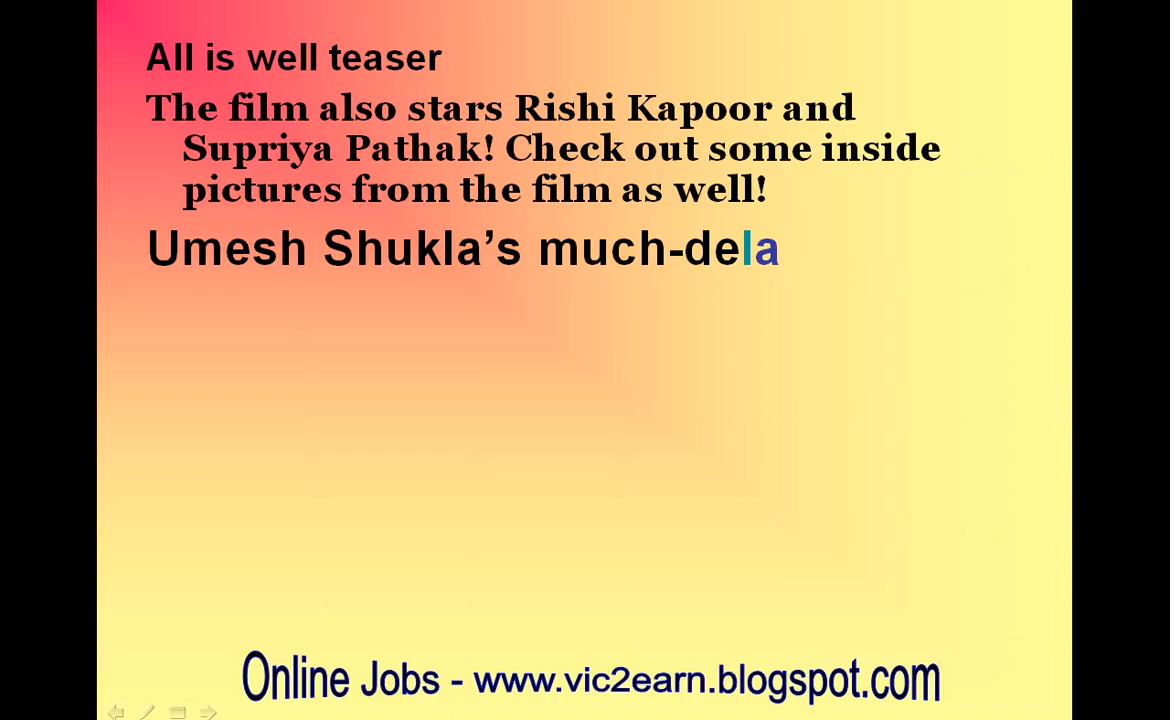 All is well teaser
The film also stars Rishi Kapoor and
Supriya Pathak! Check out some inside
pictures from the film as well!
Umesh Shukla’s much-dela
Online Jobs - www.vic2earn.blogspot.com